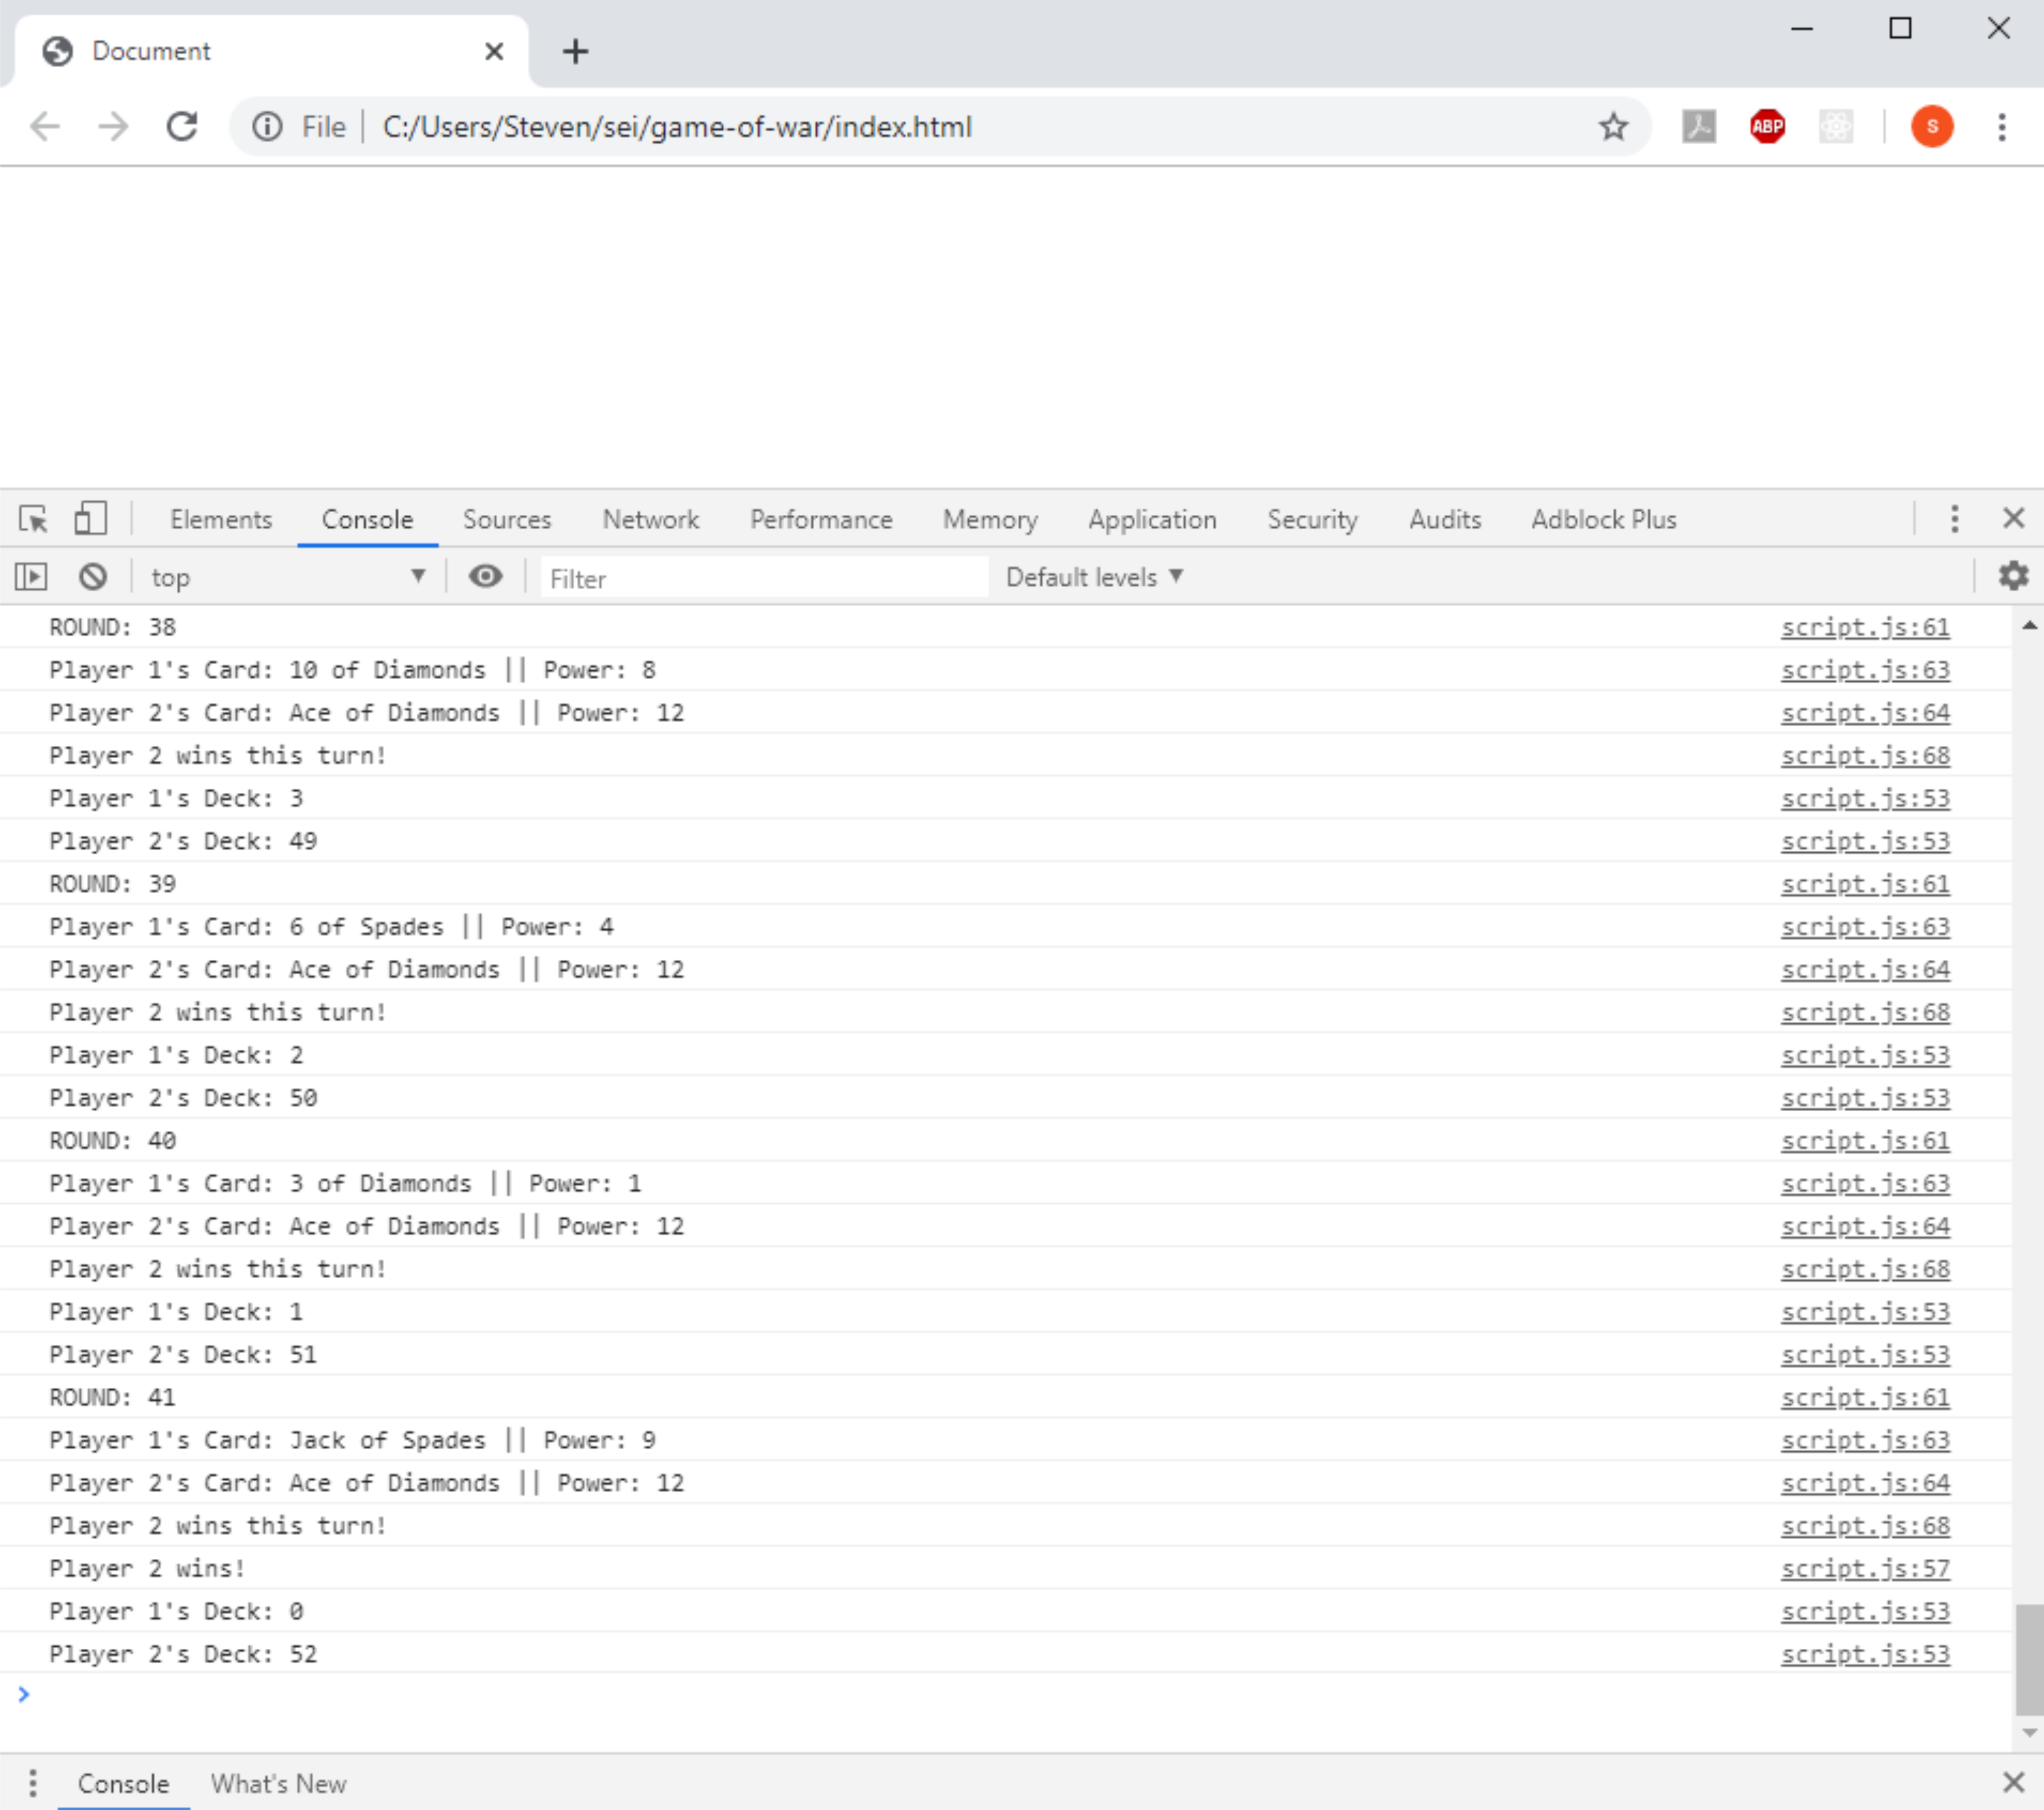 Document
File C:/Users/Steven/sei/game-of-war/index.html ABP S
Elements Console Sources Network Performance Memory Application Security Audits Adblock Plus
top Filter Default levels
ROUND: 38 script.js:61
Player 1's Card: 10 of Diamonds || Power: 8 script.js:63
Player 2's Card: Ace of Diamonds || Power: 12 script.js:64
Player 2 wins this turn! script.js:68
Player 1's Deck: 3 script.js:53
Player 2's Deck: 49 script.js:53
ROUND: 39 script.js:61
Player 1's Card: 6 of Spades || Power: 4 script.js:63
Player 2's Card: Ace of Diamonds || Power: 12 script.js:64
Player 2 wins this turn! script.js:68
Player 1's Deck: 2 script.js:53
Player 2's Deck: 50 script.js:53
ROUND: 40 script.js:61
Player 1's Card: 3 of Diamonds || Power: 1 script.js:63
Player 2's Card: Ace of Diamonds || Power: 12 script.js:64
Player 2 wins this turn! script.js:68
Player 1's Deck: 1 script.js:53
Player 2's Deck: 51 script.js:53
ROUND: 41 script.js:61
Player 1's Card: Jack of Spades || Power: 9 script.js:63
Player 2's Card: Ace of Diamonds || Power: 12 script.js:64
Player 2 wins this turn! script.js:68
Player 2 wins! script.js:57
Player 1's Deck: 0 script.js:53
Player 2's Deck: 52 script.js:53
Console What's New